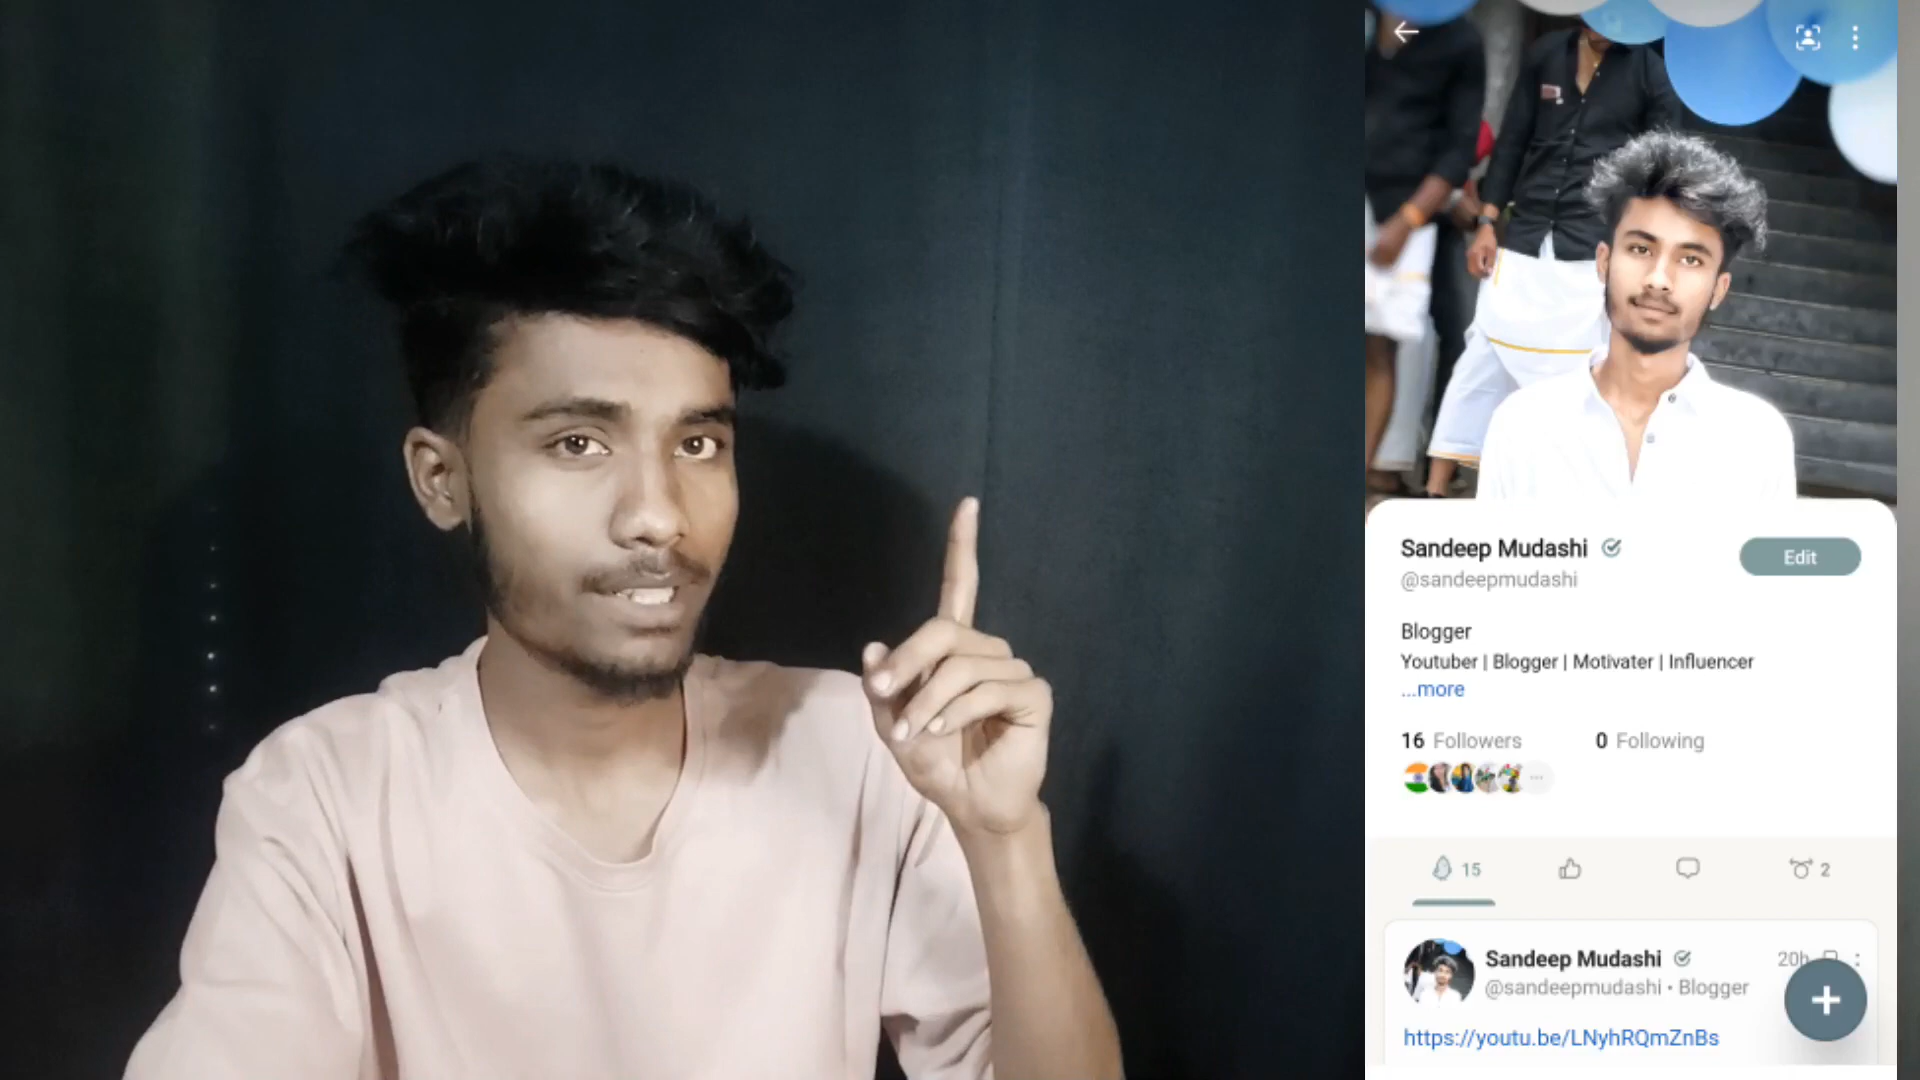 Sandeep Mudashi
Edit
@sandeepmudashi
Blogger
Youtuber | Blogger | Motivater | Influencer
...more
16 Followers 0 Following
15 2
Sandeep Mudashi 20h
@sandeepmudashi • Blogger
https://youtu.be/LNyhRQmZnBs